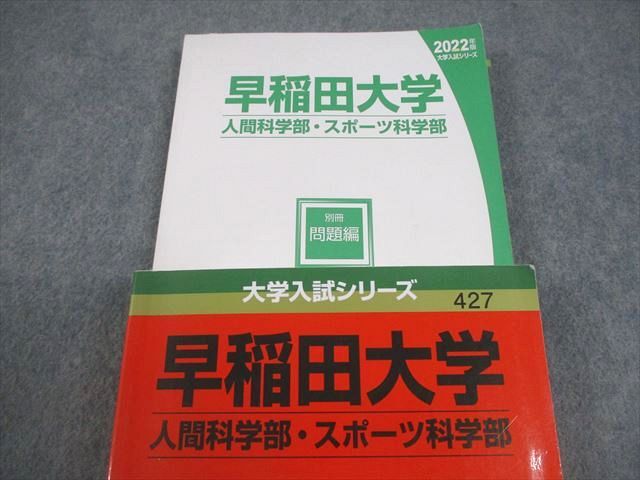 2022年版
大学入試シリーズ
早稲田大学
人間科学部・スポーツ科学部
別冊
問題編
大学入試シリーズ
427
早稲田大学
人間科学部・スポーツ科学部